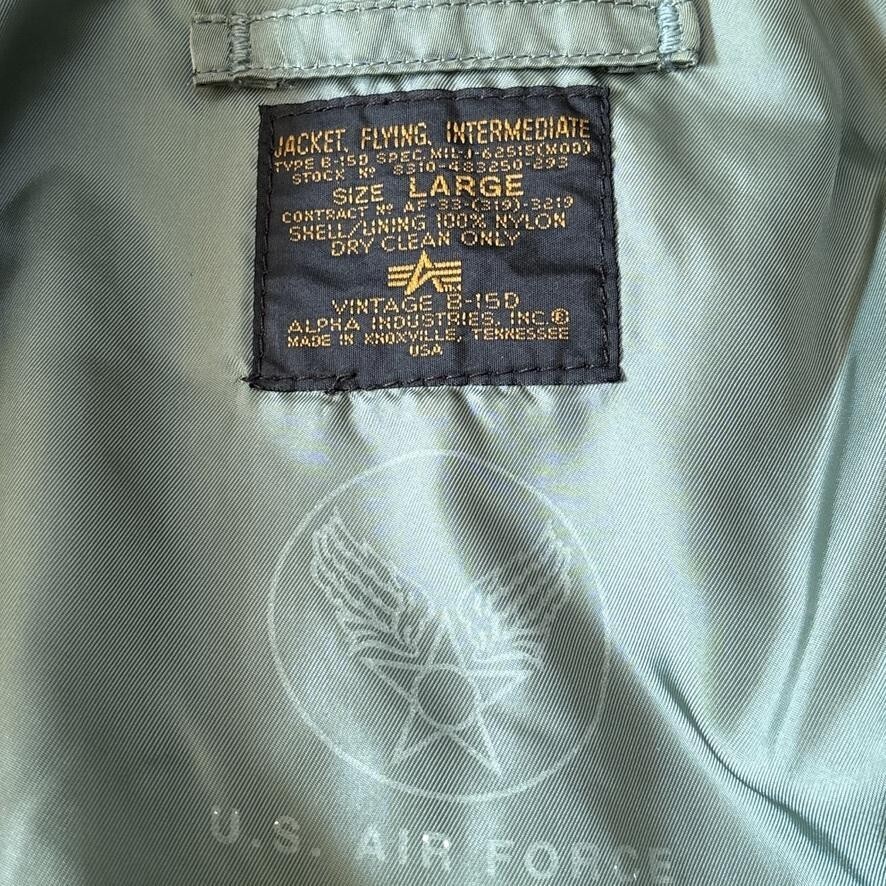 JACKET, FLYING, INTERMEDIATE
TYPE B-15D SPEC. MIL-J-6251S(MOD)
STOCK Nº 8310-483250-293
SIZE LARGE
CONTRACT Nº AF-33-(319)-3219
SHELL/LINING 100% NYLON
DRY CLEAN ONLY
VINTAGE B-15D
ALPHA INDUSTRIES, INC.®
MADE IN KNOXVILLE, TENNESSEE
USA
U.S. AIR FORCE